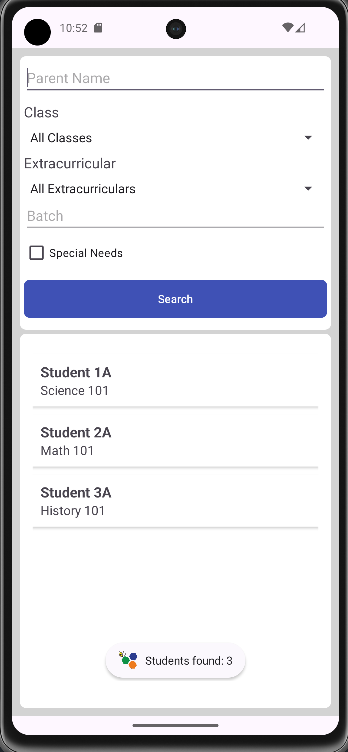 10:52
Parent Name
Class
All Classes
Extracurricular
All Extracurriculars
Batch
Special Needs
Search
Student 1A
Science 101
Student 2A
Math 101
Student 3A
History 101
Students found: 3